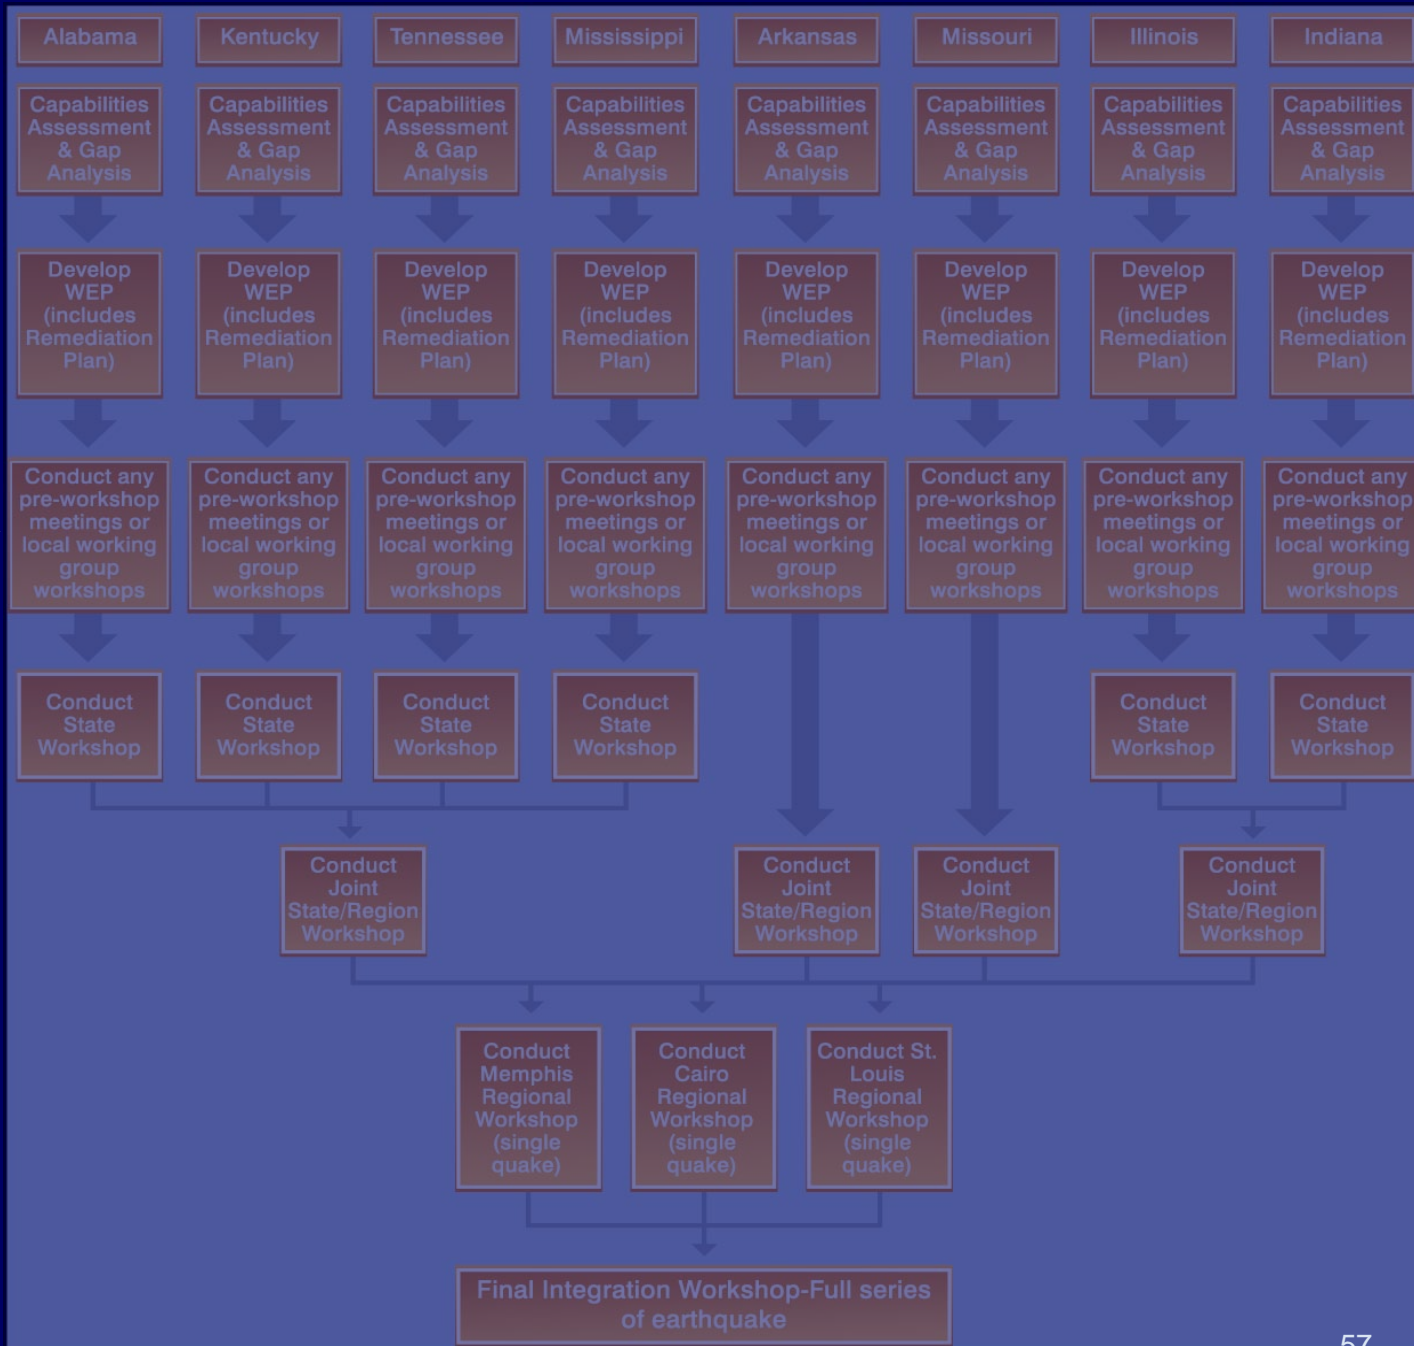 Alabama
Kentucky
Tennessee
Mississippi
Arkansas
Missouri
Illinois
Indiana
Capabilities
Assessment
& Gap
Analysis
Capabilities
Assessment
& Gap
Analysis
Capabilities
Assessment
& Gap
Analysis
Capabilities
Assessment
& Gap
Analysis
Capabilities
Assessment
& Gap
Analysis
Capabilities
Assessment
& Gap
Analysis
Capabilities
Assessment
& Gap
Analysis
Capabilities
Assessment
& Gap
Analysis
Develop
WEP
(includes
Remediation
Plan)
Develop
WEP
(includes
Remediation
Plan)
Develop
WEP
(includes
Remediation
Plan)
Develop
WEP
(includes
Remediation
Plan)
Develop
WEP
(includes
Remediation
Plan)
Develop
WEP
(includes
Remediation
Plan)
Develop
WEP
(includes
Remediation
Plan)
Develop
WEP
(includes
Remediation
Plan)
Conduct any
pre-workshop
meetings or
local working
group
workshops
Conduct any
pre-workshop
meetings or
local working
group
workshops
Conduct any
pre-workshop
meetings or
local working
group
workshops
Conduct any
pre-workshop
meetings or
local working
group
workshops
Conduct any
pre-workshop
meetings or
local working
group
workshops
Conduct any
pre-workshop
meetings or
local working
group
workshops
Conduct any
pre-workshop
meetings or
local working
group
workshops
Conduct any
pre-workshop
meetings or
local working
group
workshops
Conduct
State
Workshop
Conduct
State
Workshop
Conduct
State
Workshop
Conduct
State
Workshop
Conduct
State
Workshop
Conduct
State
Workshop
Conduct
Joint
State/Region
Workshop
Conduct
Joint
State/Region
Workshop
Conduct
Joint
State/Region
Workshop
Conduct
Joint
State/Region
Workshop
Conduct
Memphis
Regional
Workshop
(single
quake)
Conduct
Cairo
Regional
Workshop
(single
quake)
Conduct St.
Louis
Regional
Workshop
(single
quake)
Final Integration Workshop-Full series
of earthquake
57